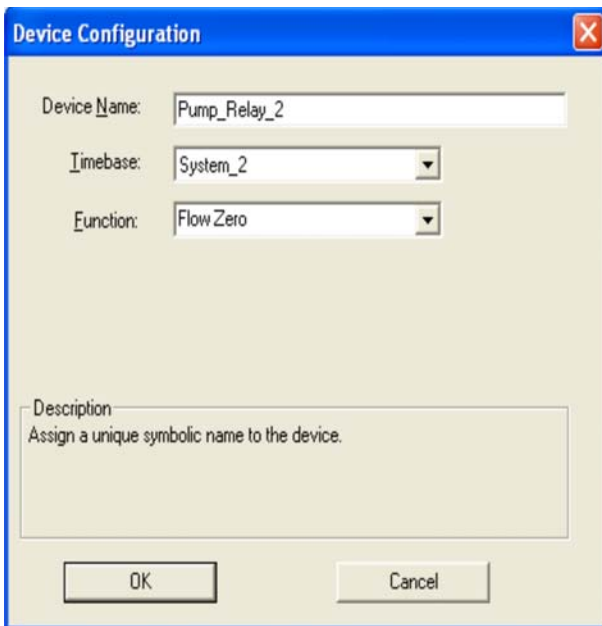 Device Configuration
Device Name: Pump_Relay_2
Timebase: System_2
Function: Flow Zero
Description
Assign a unique symbolic name to the device.
OK Cancel